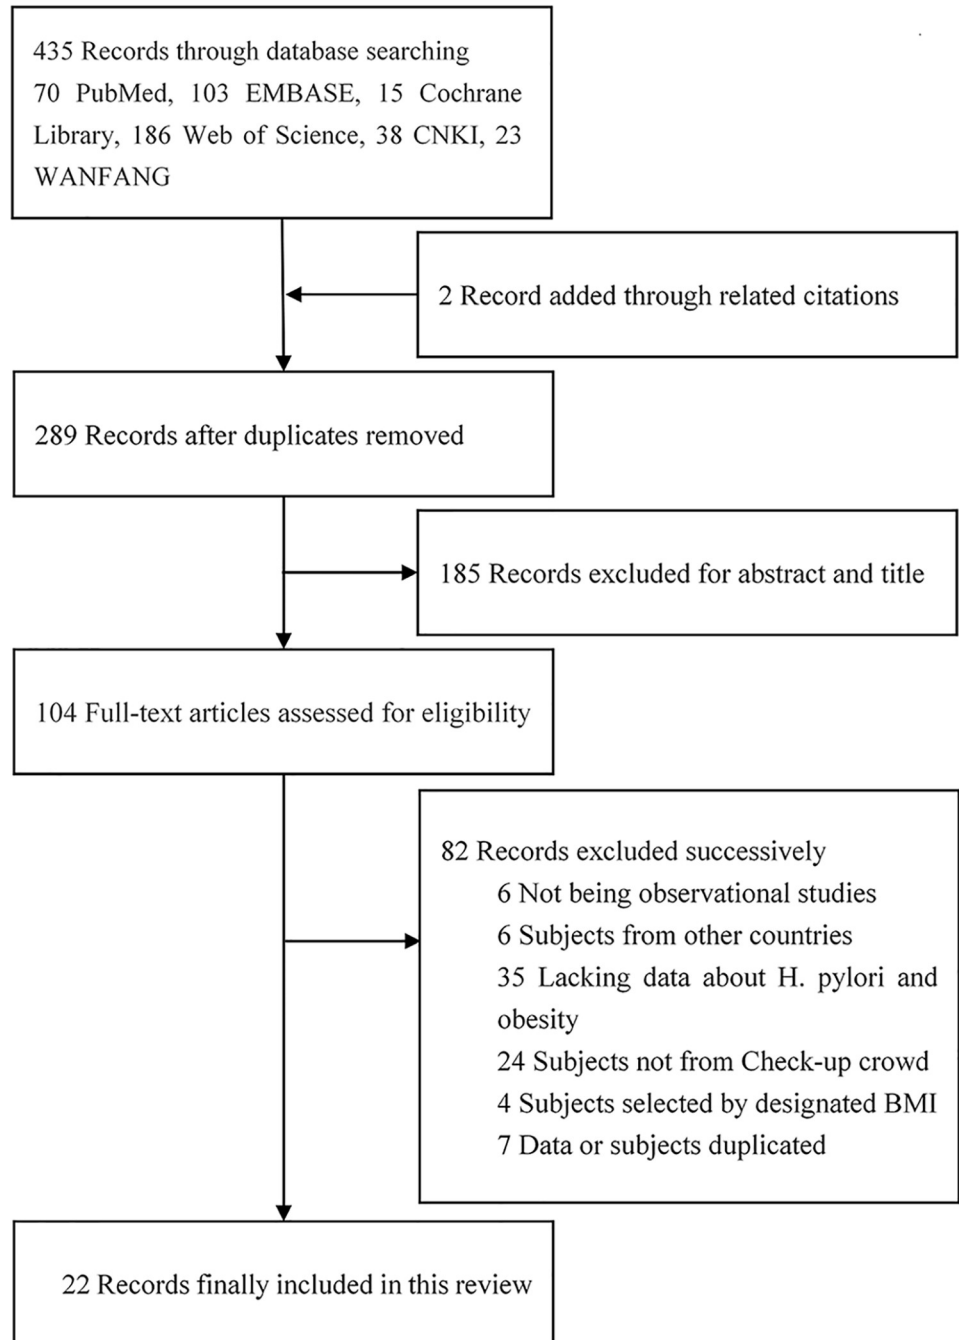 435 Records through database searching
70 PubMed, 103 EMBASE, 15 Cochrane
Library, 186 Web of Science, 38 CNKI, 23
WANFANG
2 Record added through related citations
289 Records after duplicates removed
185 Records excluded for abstract and title
104 Full-text articles assessed for eligibility
82 Records excluded successively
6 Not being observational studies
6 Subjects from other countries
35 Lacking data about H. pylori and
obesity
24 Subjects not from Check-up crowd
4 Subjects selected by designated BMI
7 Data or subjects duplicated
22 Records finally included in this review